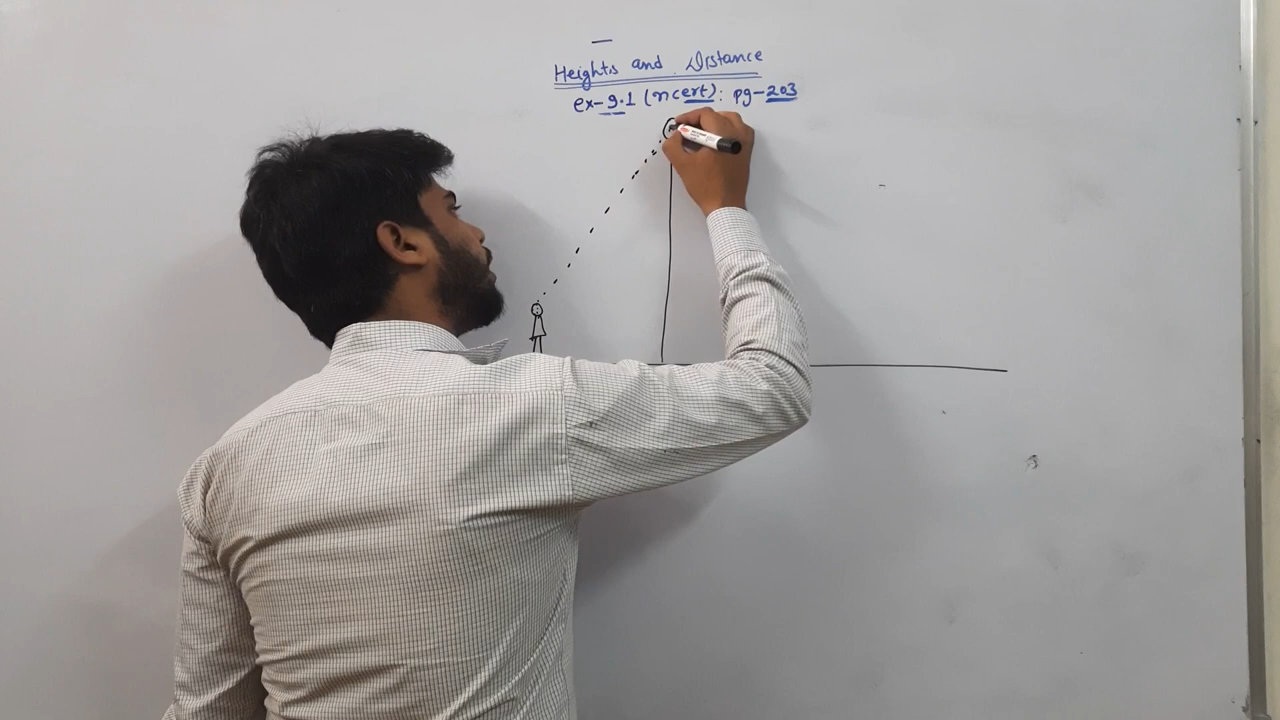 Heights and Distance
ex-9.1 (ncert): pg-203